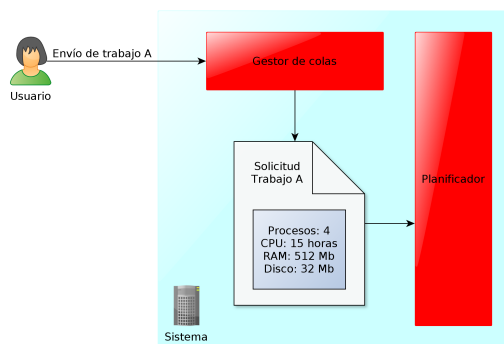 Envío de trabajo A
Usuario
Gestor de colas
Solicitud
Trabajo A
Procesos: 4
CPU: 15 horas
RAM: 512 Mb
Disco: 32 Mb
Planificador
Sistema